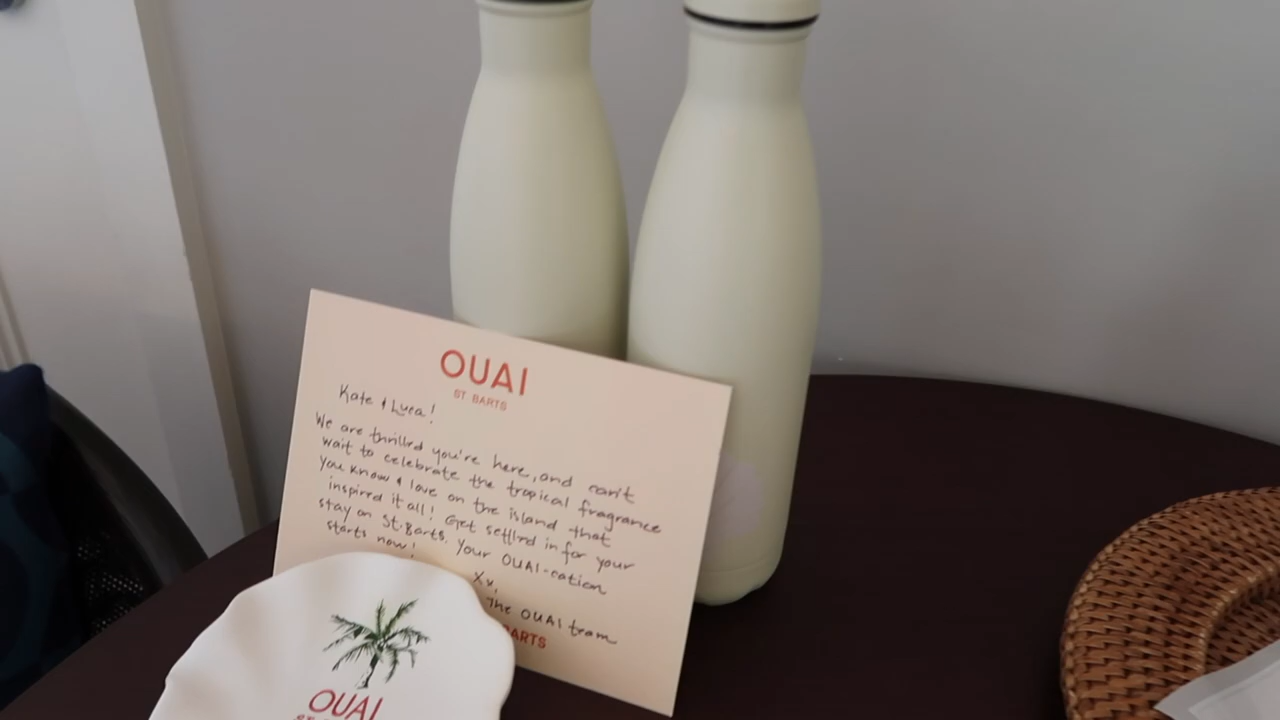 OUAI
ST BARTS
Kate & Luca!
We are thrilled you're here, and can't
wait to celebrate the tropical fragrance
you know & love on the island that
inspired it all! Get settled in for your
stay on St. Barts. Your OUAI-cation
starts now!
Xx,
The OUAI team
BARTS
OUAI